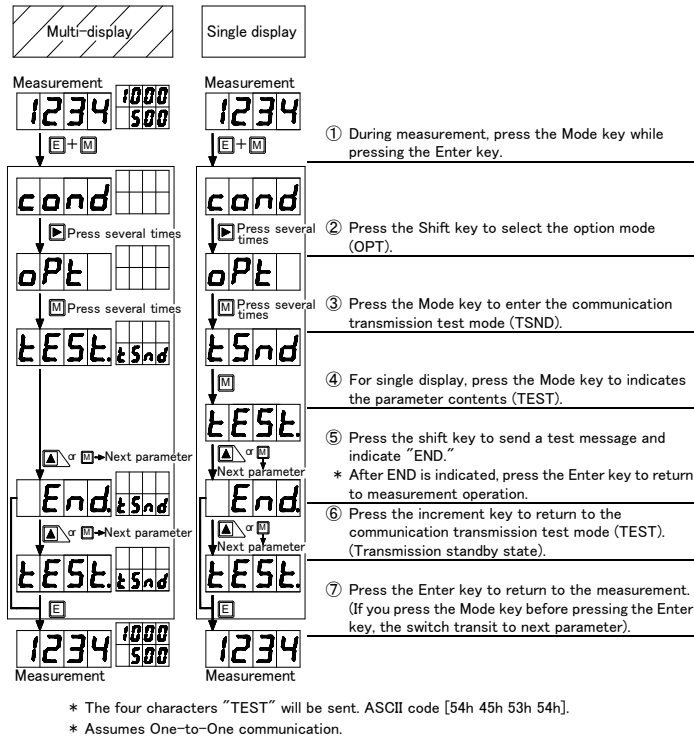 Multi-display
Single display
Measurement
1234 1000 500
E + M
cond
Press several times
oPt
M Press several times
tESt. tSnd
▲ or M → Next parameter
End. tSnd
▲ or M → Next parameter
tESt. tSnd
E
1234 1000 500
Measurement
Measurement
1234
E + M
cond
Press several
times
oPt
M Press several
times
tSnd
M
tESt.
▲ or M
Next parameter
End.
▲ or M
Next parameter
tESt.
E
1234
Measurement
① During measurement, press the Mode key while
pressing the Enter key.
② Press the Shift key to select the option mode
(OPT).
③ Press the Mode key to enter the communication
transmission test mode (TSND).
④ For single display, press the Mode key to indicates
the parameter contents (TEST).
⑤ Press the shift key to send a test message and
indicate "END."
* After END is indicated, press the Enter key to return
to measurement operation.
⑥ Press the increment key to return to the
communication transmission test mode (TEST).
(Transmission standby state).
⑦ Press the Enter key to return to the measurement.
(If you press the Mode key before pressing the Enter
key, the switch transit to next parameter).
* The four characters "TEST" will be sent. ASCII code [54h 45h 53h 54h].
* Assumes One-to-One communication.